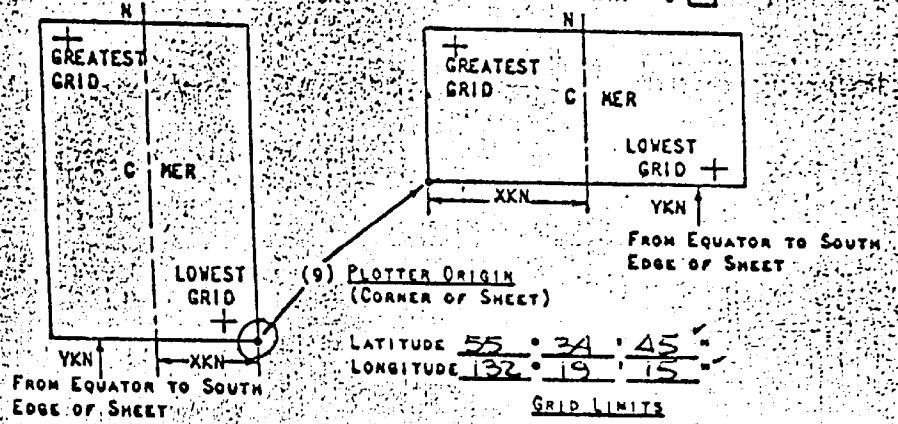 N
GREATEST
GRID
C MER
LOWEST
GRID
YKN
XKN
FROM EQUATOR TO SOUTH
EDGE OF SHEET
N
GREATEST
GRID
C MER
LOWEST
GRID
XKN
YKN
FROM EQUATOR TO SOUTH
EDGE OF SHEET
(9) PLOTTER ORIGIN
(CORNER OF SHEET)
LATITUDE 55 ° 34 ' 45 "
LONGITUDE 132 ° 19 ' 15 "
GRID LIMITS